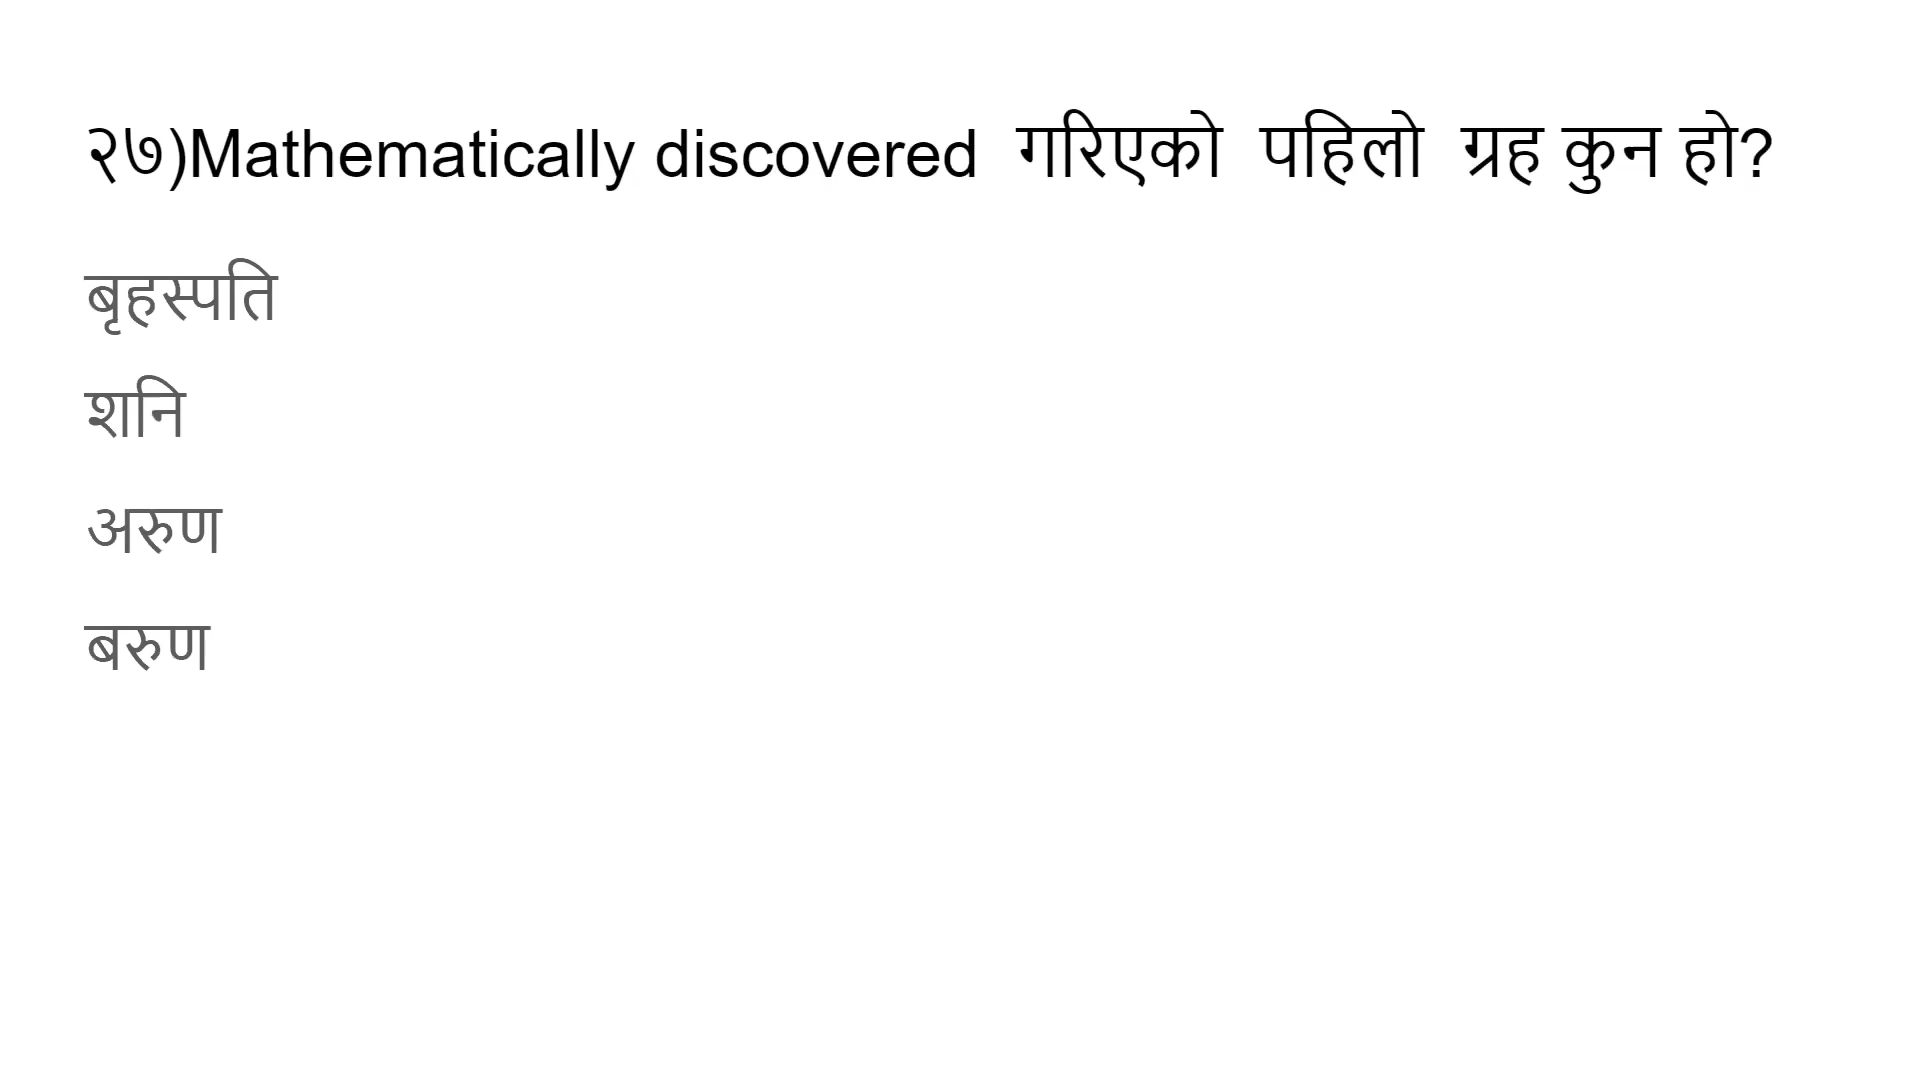 २७)Mathematically discovered गरिएको पहिलो ग्रह कुन हो?
बृहस्पति
शनि
अरुण
बरुण